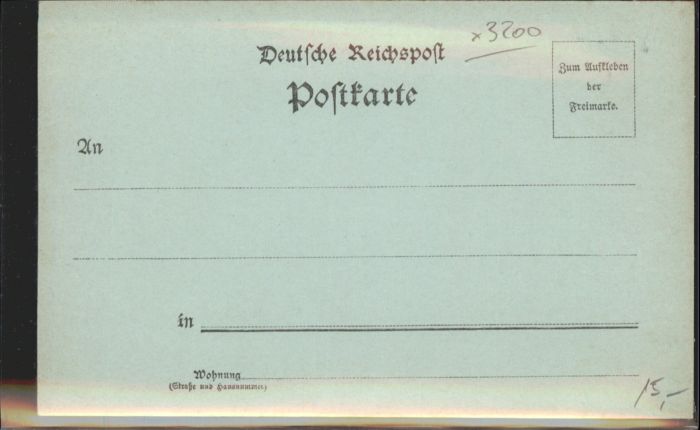 x3200
Deutſche Reichspoſt
Poſtkarte
Zum Aufkleben
der
Freimarke.
An
in
Wohnung
(Straße und Hausnummer)
15,-